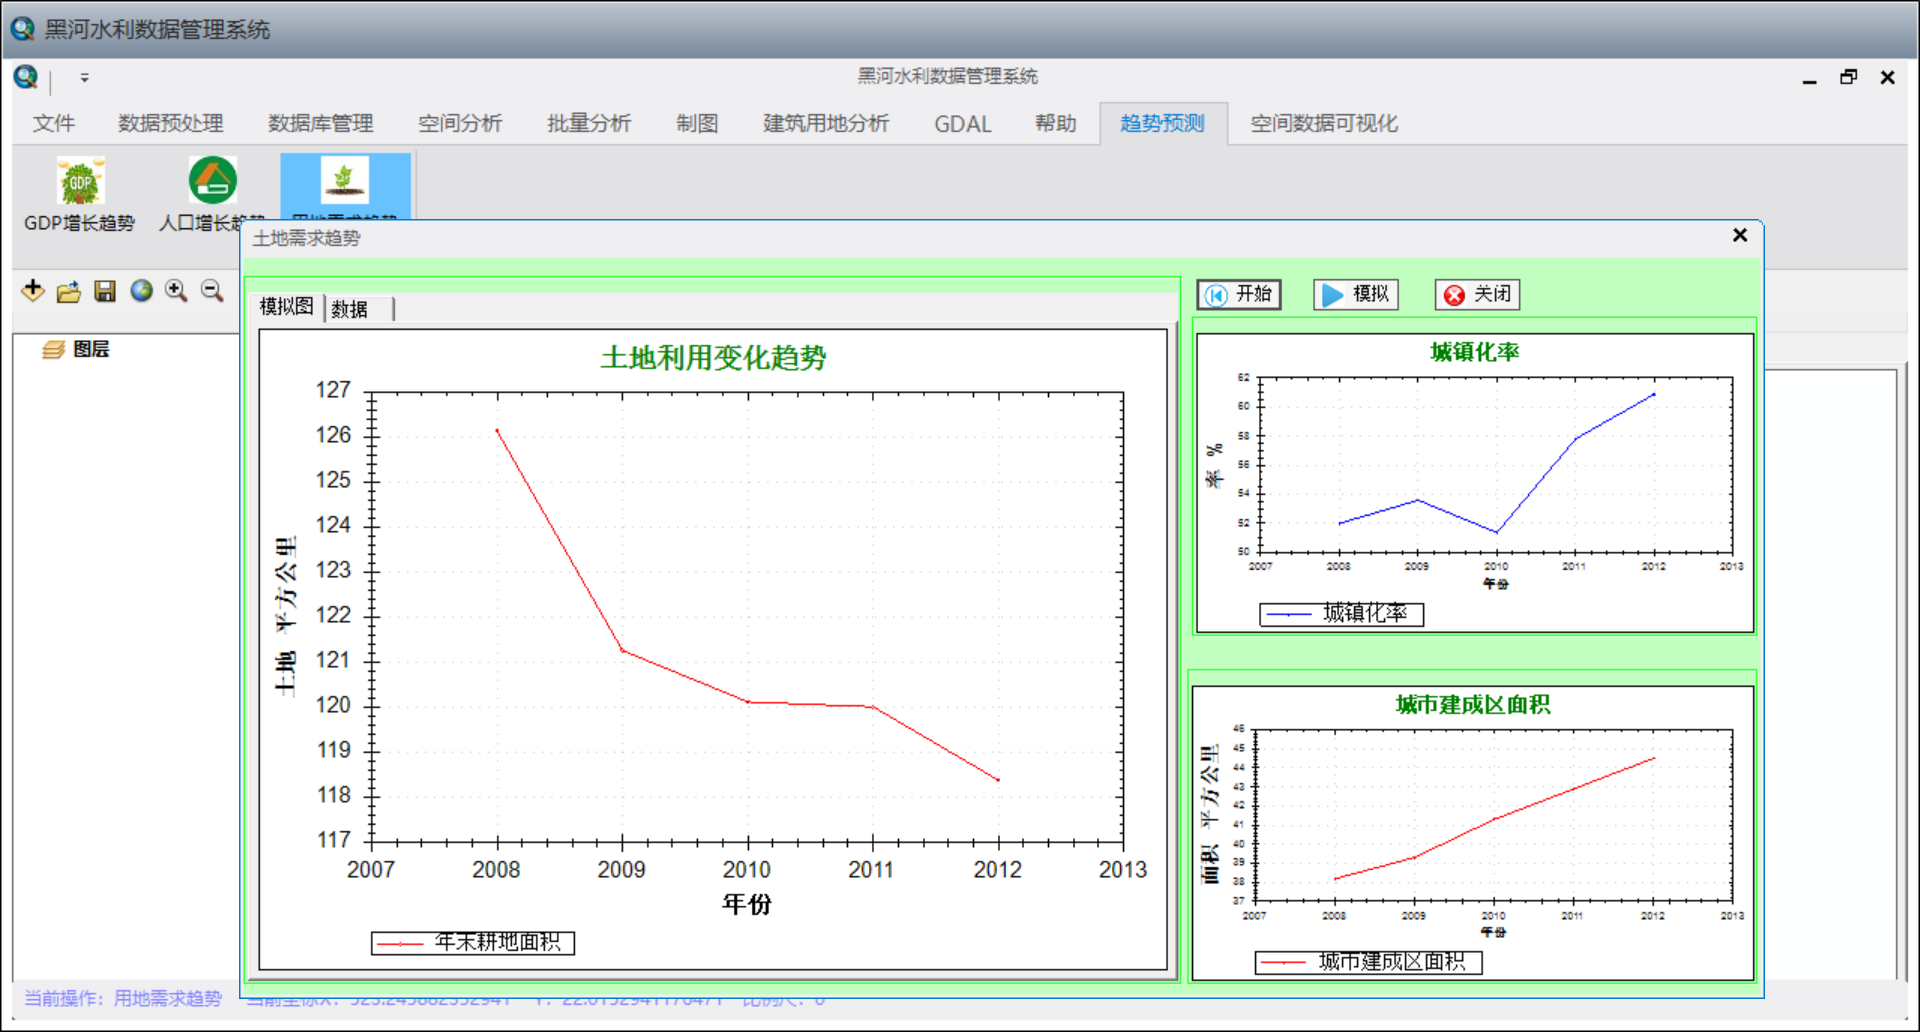 黑河水利数据管理系统
黑河水利数据管理系统
文件 数据预处理 数据库管理 空间分析 批量分析 制图 建筑用地分析 GDAL 帮助 趋势预测 空间数据可视化
GDP
GDP增长趋势 人口增长趋势 用地需求趋势
土地需求趋势
模拟图 数据
开始 模拟 关闭
图层
土地利用变化趋势
127
126
125
124
123
122
121
120
119
118
117
土地 平方公里
2007 2008 2009 2010 2011 2012 2013
年份
年末耕地面积
城镇化率
62
60
58
56
54
52
50
率 %
2007 2008 2009 2010 2011 2012 2013
年份
城镇化率
城市建成区面积
46
45
44
43
42
41
40
39
38
37
面积 平方公里
2007 2008 2009 2010 2011 2012 2013
年份
城市建成区面积
当前操作：用地需求趋势